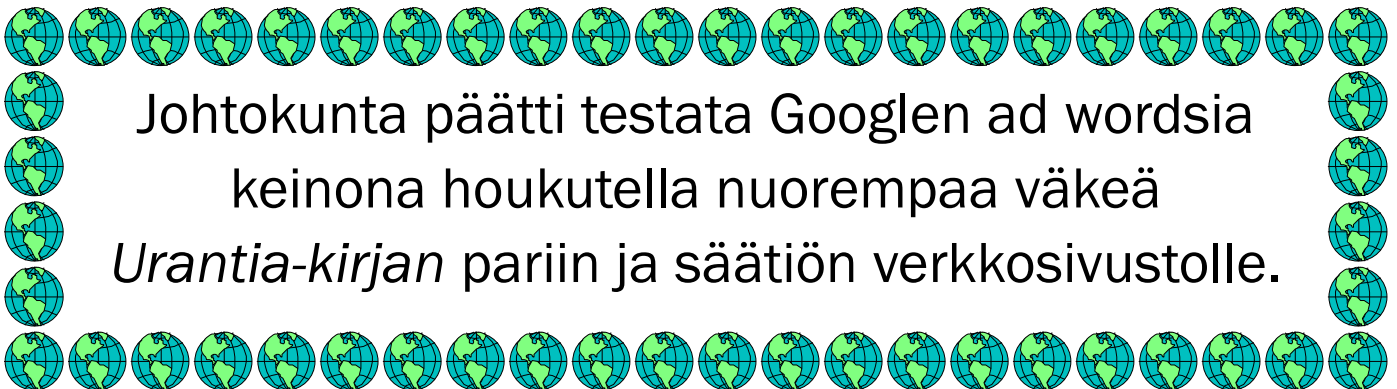 Johtokunta päätti testata Googlen ad wordsia
keinona houkutella nuorempaa väkeä
Urantia-kirjan pariin ja säätiön verkkosivustolle.